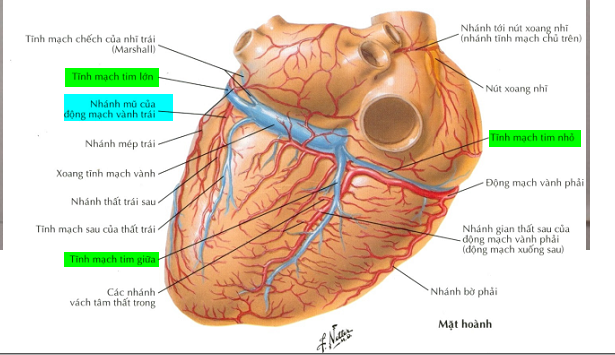 Tĩnh mạch chếch của nhĩ trái
(Marshall)
Tĩnh mạch tim lớn
Nhánh mũ của
động mạch vành trái
Nhánh mép trái
Xoang tĩnh mạch vành
Nhánh thất trái sau
Tĩnh mạch sau của thất trái
Tĩnh mạch tim giữa
Các nhánh
vách tâm thất trong
Nhánh tới nút xoang nhĩ
(nhánh tĩnh mạch chủ trên)
Nút xoang nhĩ
Tĩnh mạch tim nhỏ
Động mạch vành phải
Nhánh gian thất sau của
động mạch vành phải
(động mạch xuống sau)
Nhánh bờ phải
Mặt hoành
F. Netter
M.D.